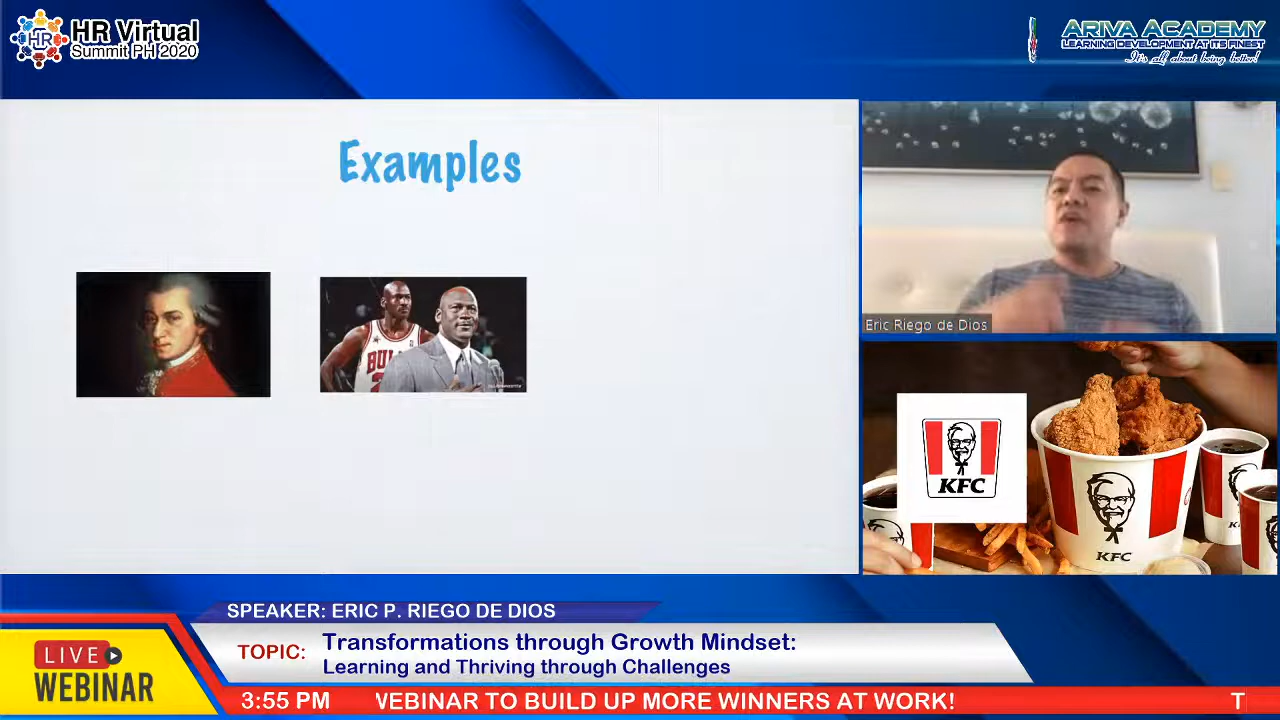 HR
HR Virtual
Summit PH 2020
ARIVA ACADEMY
LEARNING DEVELOPMENT AT ITS FINEST
It's all about being better!
Examples
BULL
Eric Riego de Dios
KFC
KFC
SPEAKER: ERIC P. RIEGO DE DIOS
TOPIC: Transformations through Growth Mindset:
Learning and Thriving through Challenges
LIVE
WEBINAR
3:55 PM WEBINAR TO BUILD UP MORE WINNERS AT WORK! T